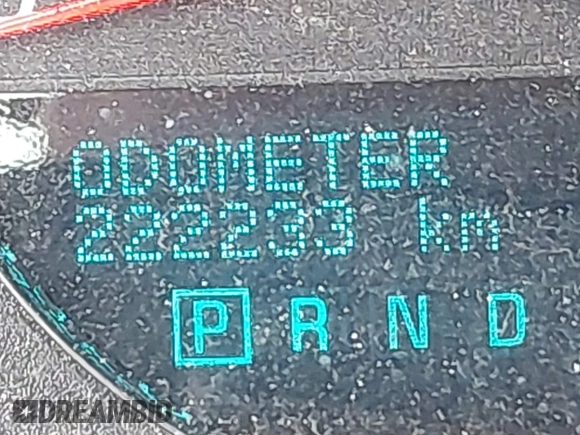 ODOMETER
222233 km
P R N D
DREAMBID